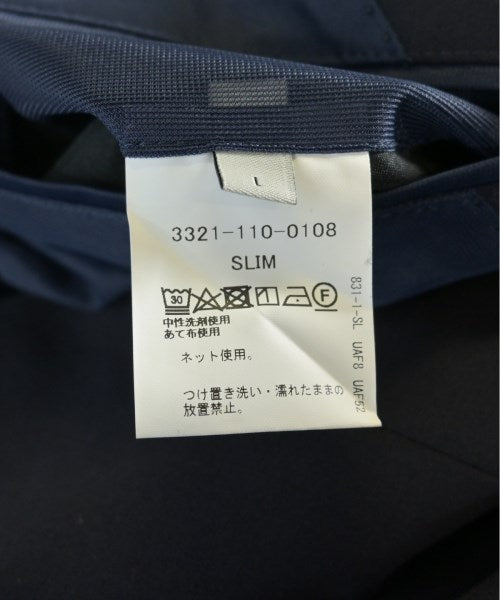 L
3321-110-0108
SLIM
30
F
中性洗剤使用
あて布使用
ネット使用。
つけ置き洗い・濡れたままの
放置禁止。
831-1-SL UAF8 UAF52